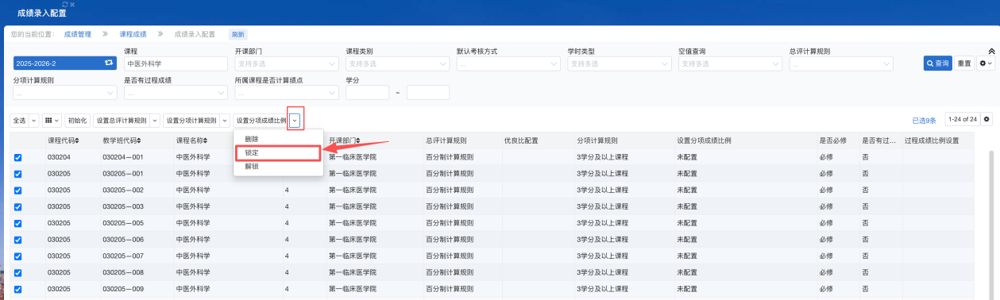 成绩录入配置
您的当前位置: 成绩管理 》 课程成绩 》 成绩录入配置 刷新
课程 开课部门 课程类别 默认考核方式 学时类型 空值查询 总评计算规则
2025-2026-2 中医外科学 支持多选 支持多选 ... 支持多选 支持多选 ... 查询 重置
分项计算规则 是否有过程成绩 所属课程是否计算绩点 学分
... ... ... ~
全选 初始化 设置总评计算规则 设置分项计算规则 设置分项成绩比例 已选9条 1-24 of 24
删除
锁定
解锁
课程代码 教学班代码 课程名称 开课部门 总评计算规则 优良比配置 分项计算规则 设置分项成绩比例 是否必修 是否有过... 过程成绩比例设置
030204 030204—001 中医外科学 第一临床医学院 百分制计算规则 3学分及以上课程 未配置 必修 否
030205 030205—001 中医外科学 第一临床医学院 百分制计算规则 3学分及以上课程 未配置 必修 否
030205 030205—002 中医外科学 4 第一临床医学院 百分制计算规则 3学分及以上课程 未配置 必修 否
030205 030205—003 中医外科学 4 第一临床医学院 百分制计算规则 3学分及以上课程 未配置 必修 否
030205 030205—005 中医外科学 4 第一临床医学院 百分制计算规则 3学分及以上课程 未配置 必修 否
030205 030205—006 中医外科学 4 第一临床医学院 百分制计算规则 3学分及以上课程 未配置 必修 否
030205 030205—007 中医外科学 4 第一临床医学院 百分制计算规则 3学分及以上课程 未配置 必修 否
030205 030205—008 中医外科学 4 第一临床医学院 百分制计算规则 3学分及以上课程 未配置 必修 否
030205 030205—009 中医外科学 4 第一临床医学院 百分制计算规则 3学分及以上课程 未配置 必修 否